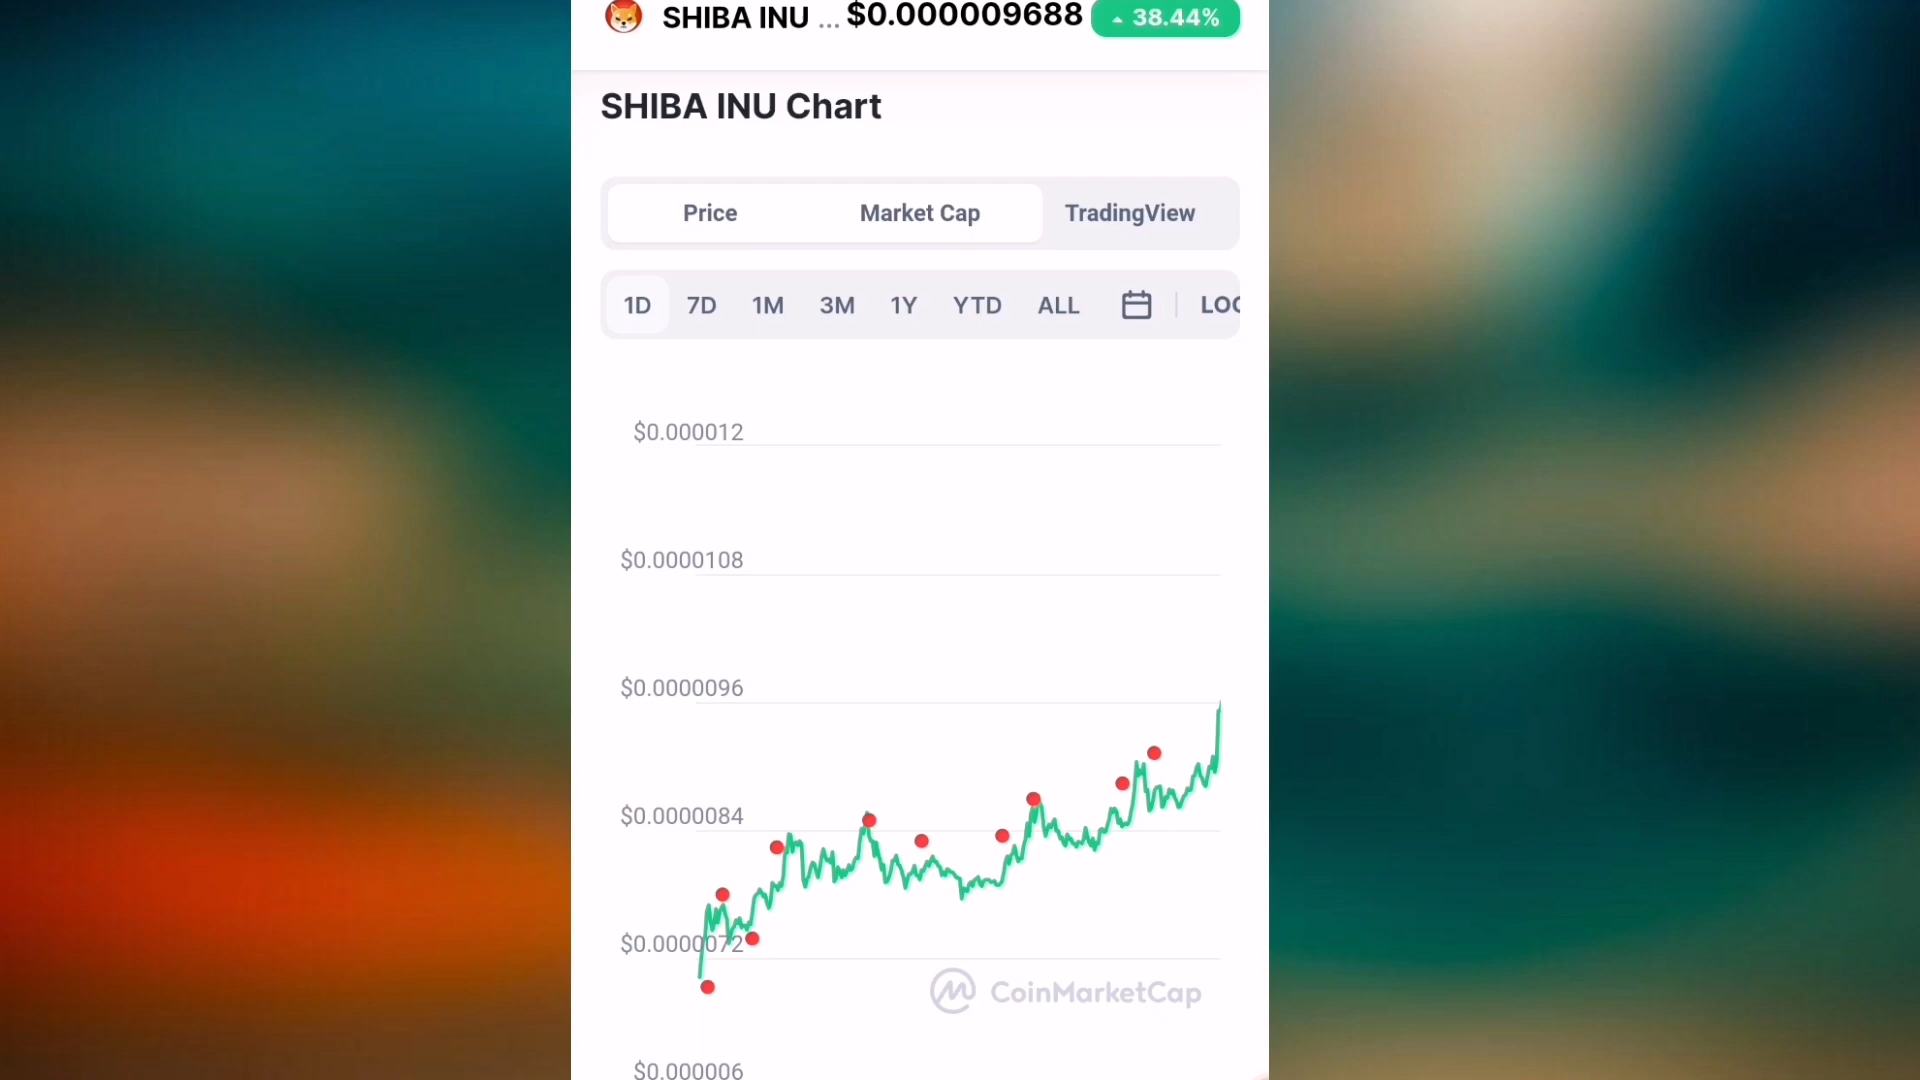 SHIBA INU ... $0.000009688 38.44%
SHIBA INU Chart
Price Market Cap TradingView
1D 7D 1M 3M 1Y YTD ALL LOG
$0.000012
$0.0000108
$0.0000096
$0.0000084
$0.0000072
CoinMarketCap
$0.000006